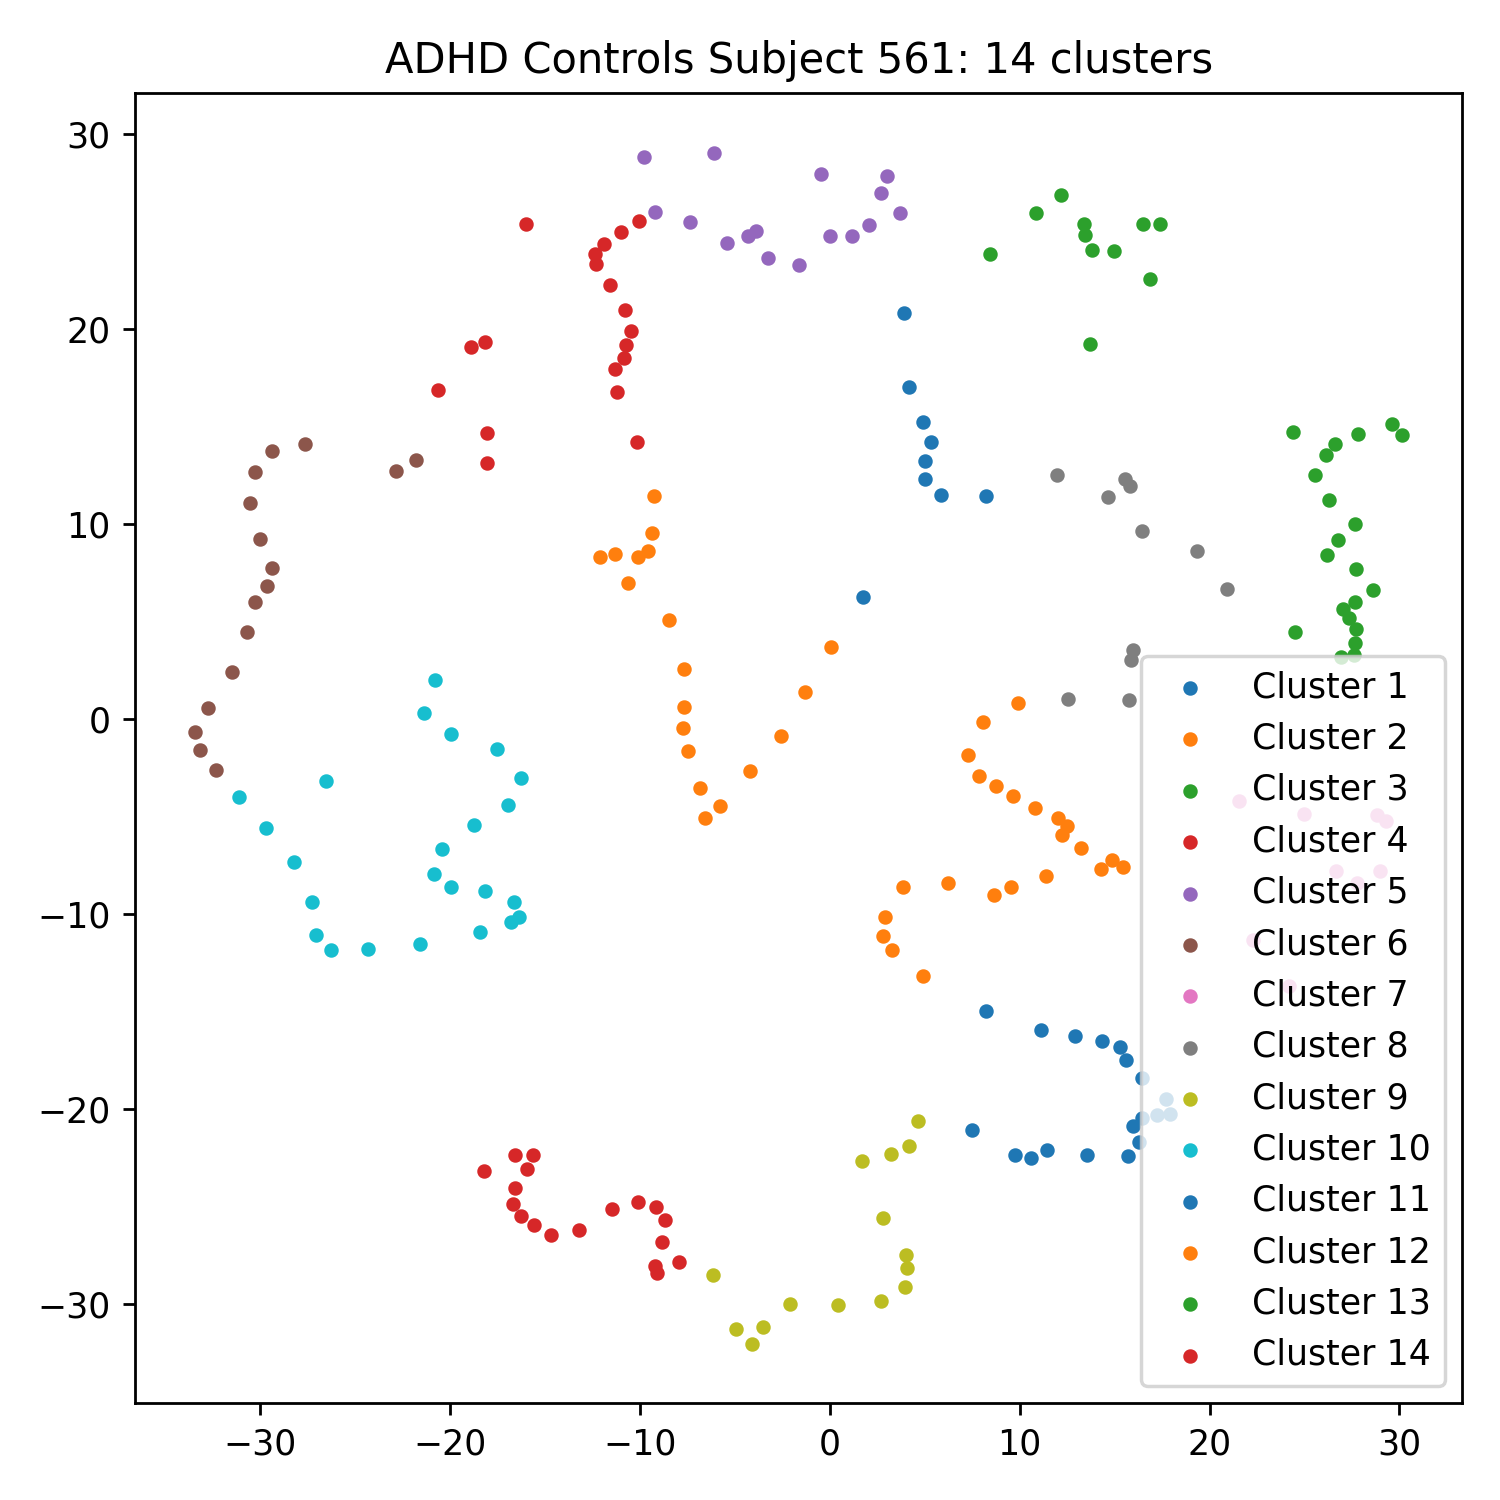 ADHD Controls Subject 561: 14 clusters
30
20
10
0
−10
−20
−30
−30
−20
−10
0
10
20
30
Cluster 1
Cluster 2
Cluster 3
Cluster 4
Cluster 5
Cluster 6
Cluster 7
Cluster 8
Cluster 9
Cluster 10
Cluster 11
Cluster 12
Cluster 13
Cluster 14